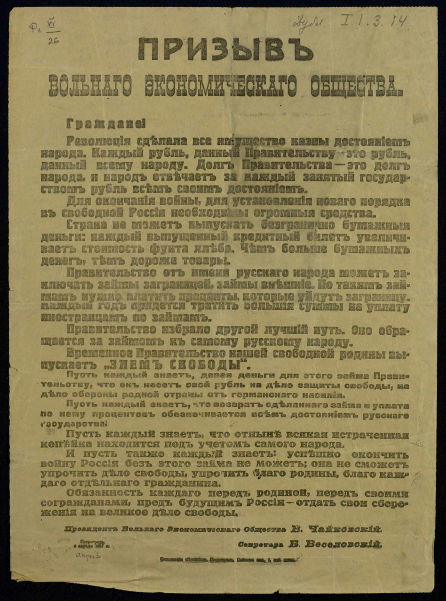 I 1.3.14
ПРИЗЫВЪ
ВОЛЬНАГО ЭКОНОМИЧЕСКАГО ОБЩЕСТВА.
Граждане!
Революція сдѣлала все имущество казны достояніемъ
народа. Каждый рубль, данный Правительству—это рубль,
данный всему народу. Долгъ Правительства—это долгъ
народа, и народъ отвѣчаетъ за каждый занятый государ-
ствомъ рубль всѣмъ своимъ достояніемъ.
Для окончанія войны, для установленія новаго порядка
въ свободной Россіи необходимы огромныя средства.
Страна не можетъ выпускать безгранично бумажныя
деньги: каждый выпущенный кредитный билетъ увеличи-
ваетъ стоимость фунта хлѣба. Чѣмъ больше бумажныхъ
денегъ, тѣмъ дороже товары.
Правительство отъ имени русскаго народа можетъ за-
ключать займы заграницей, займы внѣшніе. По такимъ зай-
мамъ нужно платить проценты, которые уйдутъ заграницу.
Каждый годъ придется тратить большія суммы на уплату
иностранцамъ по займамъ.
Правительство избрало другой лучшій путь. Оно обра-
щается за займомъ къ самому русскому народу.
Временное Правительство нашей свободной родины вы-
пускаетъ „ЗАЕМЪ СВОБОДЫ".
Пусть каждый знаетъ, давая деньги для этого займа Прави-
тельству, что онъ несетъ свой рубль на дѣло защиты свободы, на
дѣло обороны родной страны отъ германскаго насилія.
Пусть каждый знаетъ, что возвратъ сдѣланнаго займа и уплата
по нему процентовъ обезпечивается всѣмъ достояніемъ русскаго
государства!
Пусть каждый знаетъ, что отнынѣ всякая истраченная
копѣйка находится подъ учетомъ самого народа.
И пусть также каждый знаетъ: успѣшно окончить
войну Россія безъ этого займа не можетъ; она не сможетъ
упрочить дѣло свободы, упрочить благо родины, благо каж-
даго отдѣльнаго гражданина.
Обязанность каждаго передъ родиной, передъ своими
согражданами, предъ будущимъ Россіи—отдать свои сбере-
женія на великое дѣло свободы.
Президентъ Вольнаго Экономическаго Общества Н. Чайковскій.
Секретарь Б. Веселовскій.